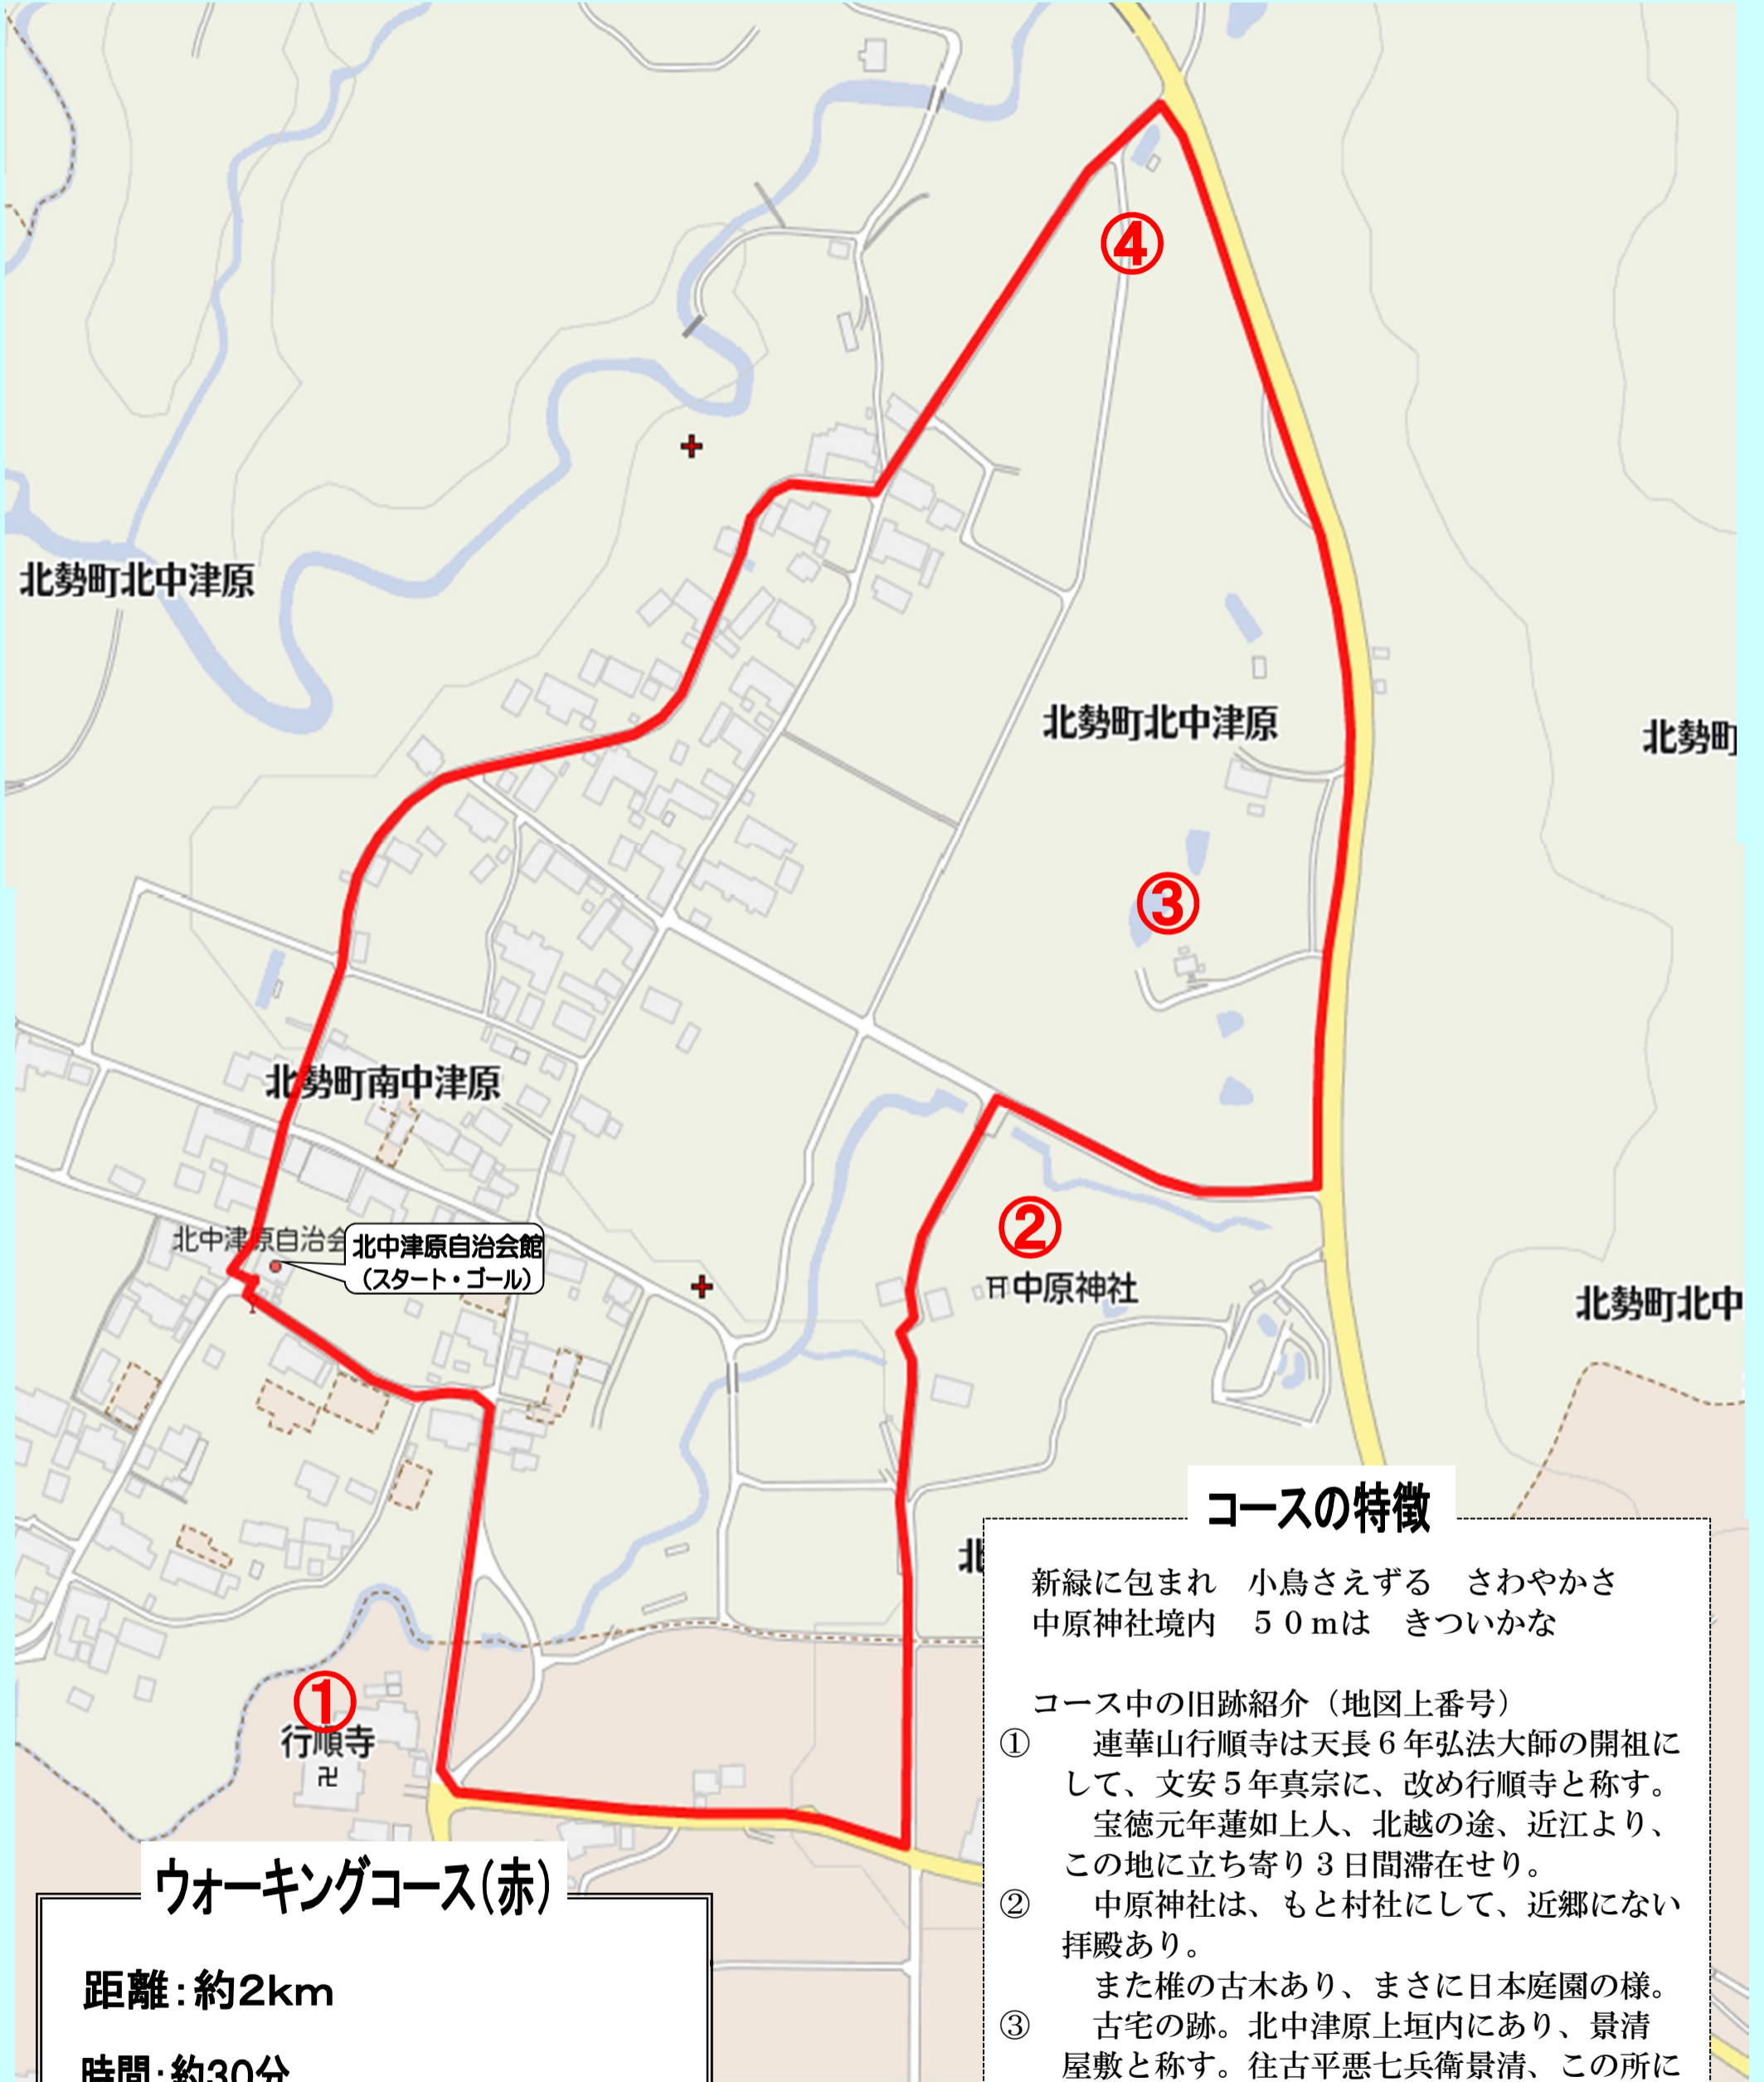 ④
北勢町北中津原
北勢町北中津原
北勢町
③
北勢町南中津原
②
北中津原自治会
北中津原自治会館
（スタート・ゴール）
中原神社
北勢町北中
①
行順寺
北
コースの特徴
新緑に包まれ　小鳥さえずる　さわやかさ
中原神社境内　５０ｍは　きついかな
コース中の旧跡紹介（地図上番号）
①　　連華山行順寺は天長６年弘法大師の開祖に
して、文安５年真宗に、改め行順寺と称す。
宝徳元年蓮如上人、北越の途、近江より、
この地に立ち寄り３日間滞在せり。
②　　中原神社は、もと村社にして、近郷にない
拝殿あり。
また椎の古木あり、まさに日本庭園の様。
③　　古宅の跡。北中津原上垣内にあり、景清
屋敷と称す。往古平悪七兵衛景清、この所に
ウォーキングコース（赤）
距離：約2km
時間：約30分